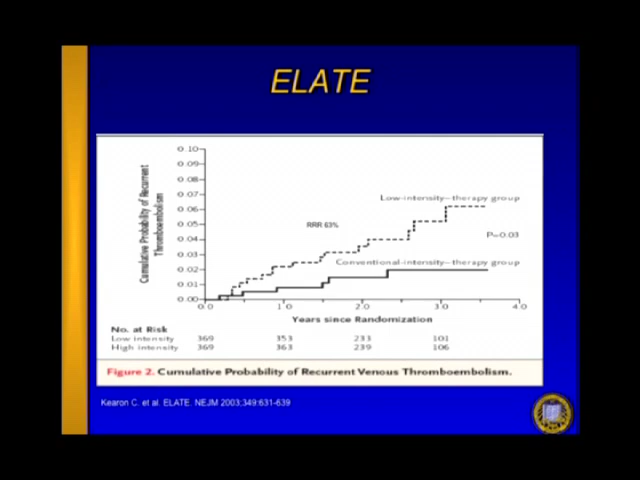 ELATE
Cumulative Probability of Recurrent
Thromboembolism
0.10
0.09
0.08
0.07
0.06
0.05
0.04
0.03
0.02
0.01
0.00
Low-intensity–therapy group
RRR 63%
P=0.03
Conventional-intensity–therapy group
0.0 1.0 2.0 3.0 4.0
Years since Randomization
No. at Risk
Low intensity 369 353 233 101
High intensity 369 363 239 106
Figure 2. Cumulative Probability of Recurrent Venous Thromboembolism.
Kearon C. et al. ELATE. NEJM 2003;349:631-639